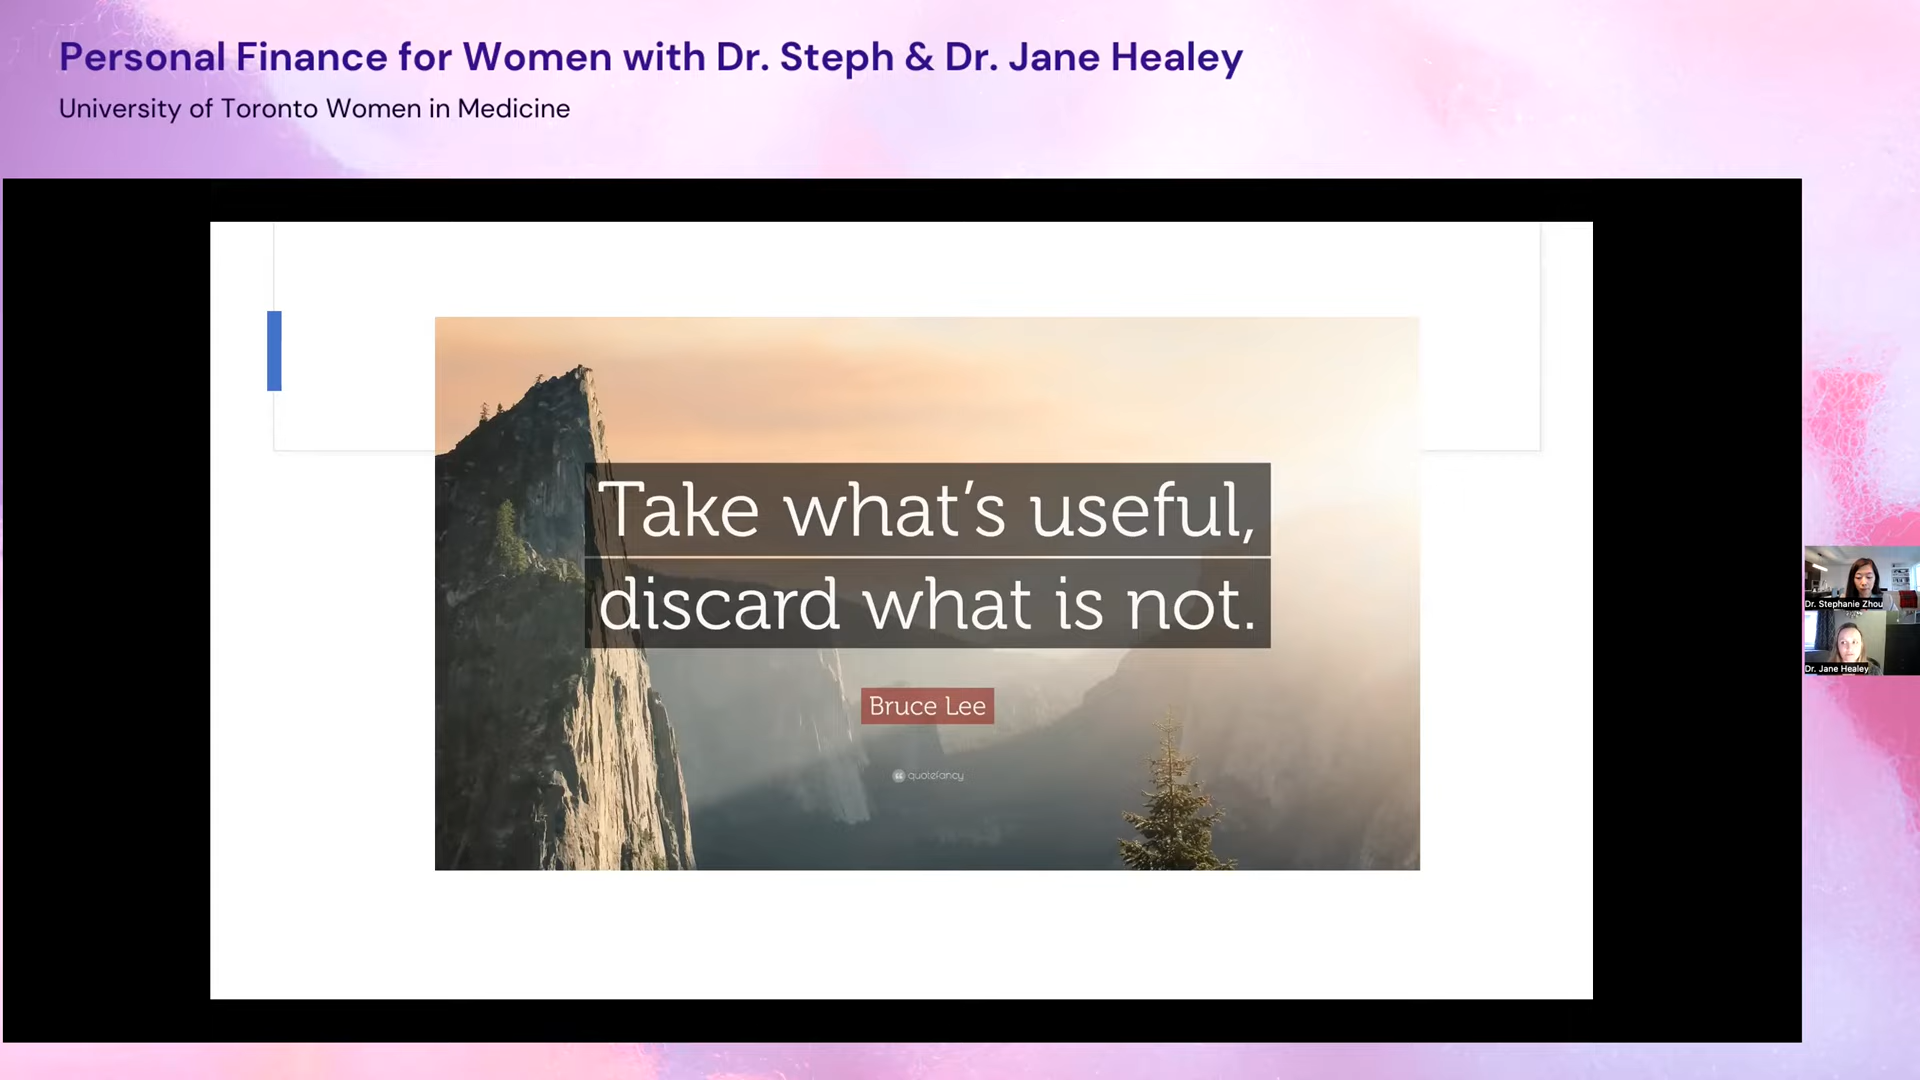 Personal Finance for Women with Dr. Steph & Dr. Jane Healey
University of Toronto Women in Medicine
Take what’s useful,
discard what is not.
Bruce Lee
quotefancy
Dr. Stephanie Zhou
Dr. Jane Healey